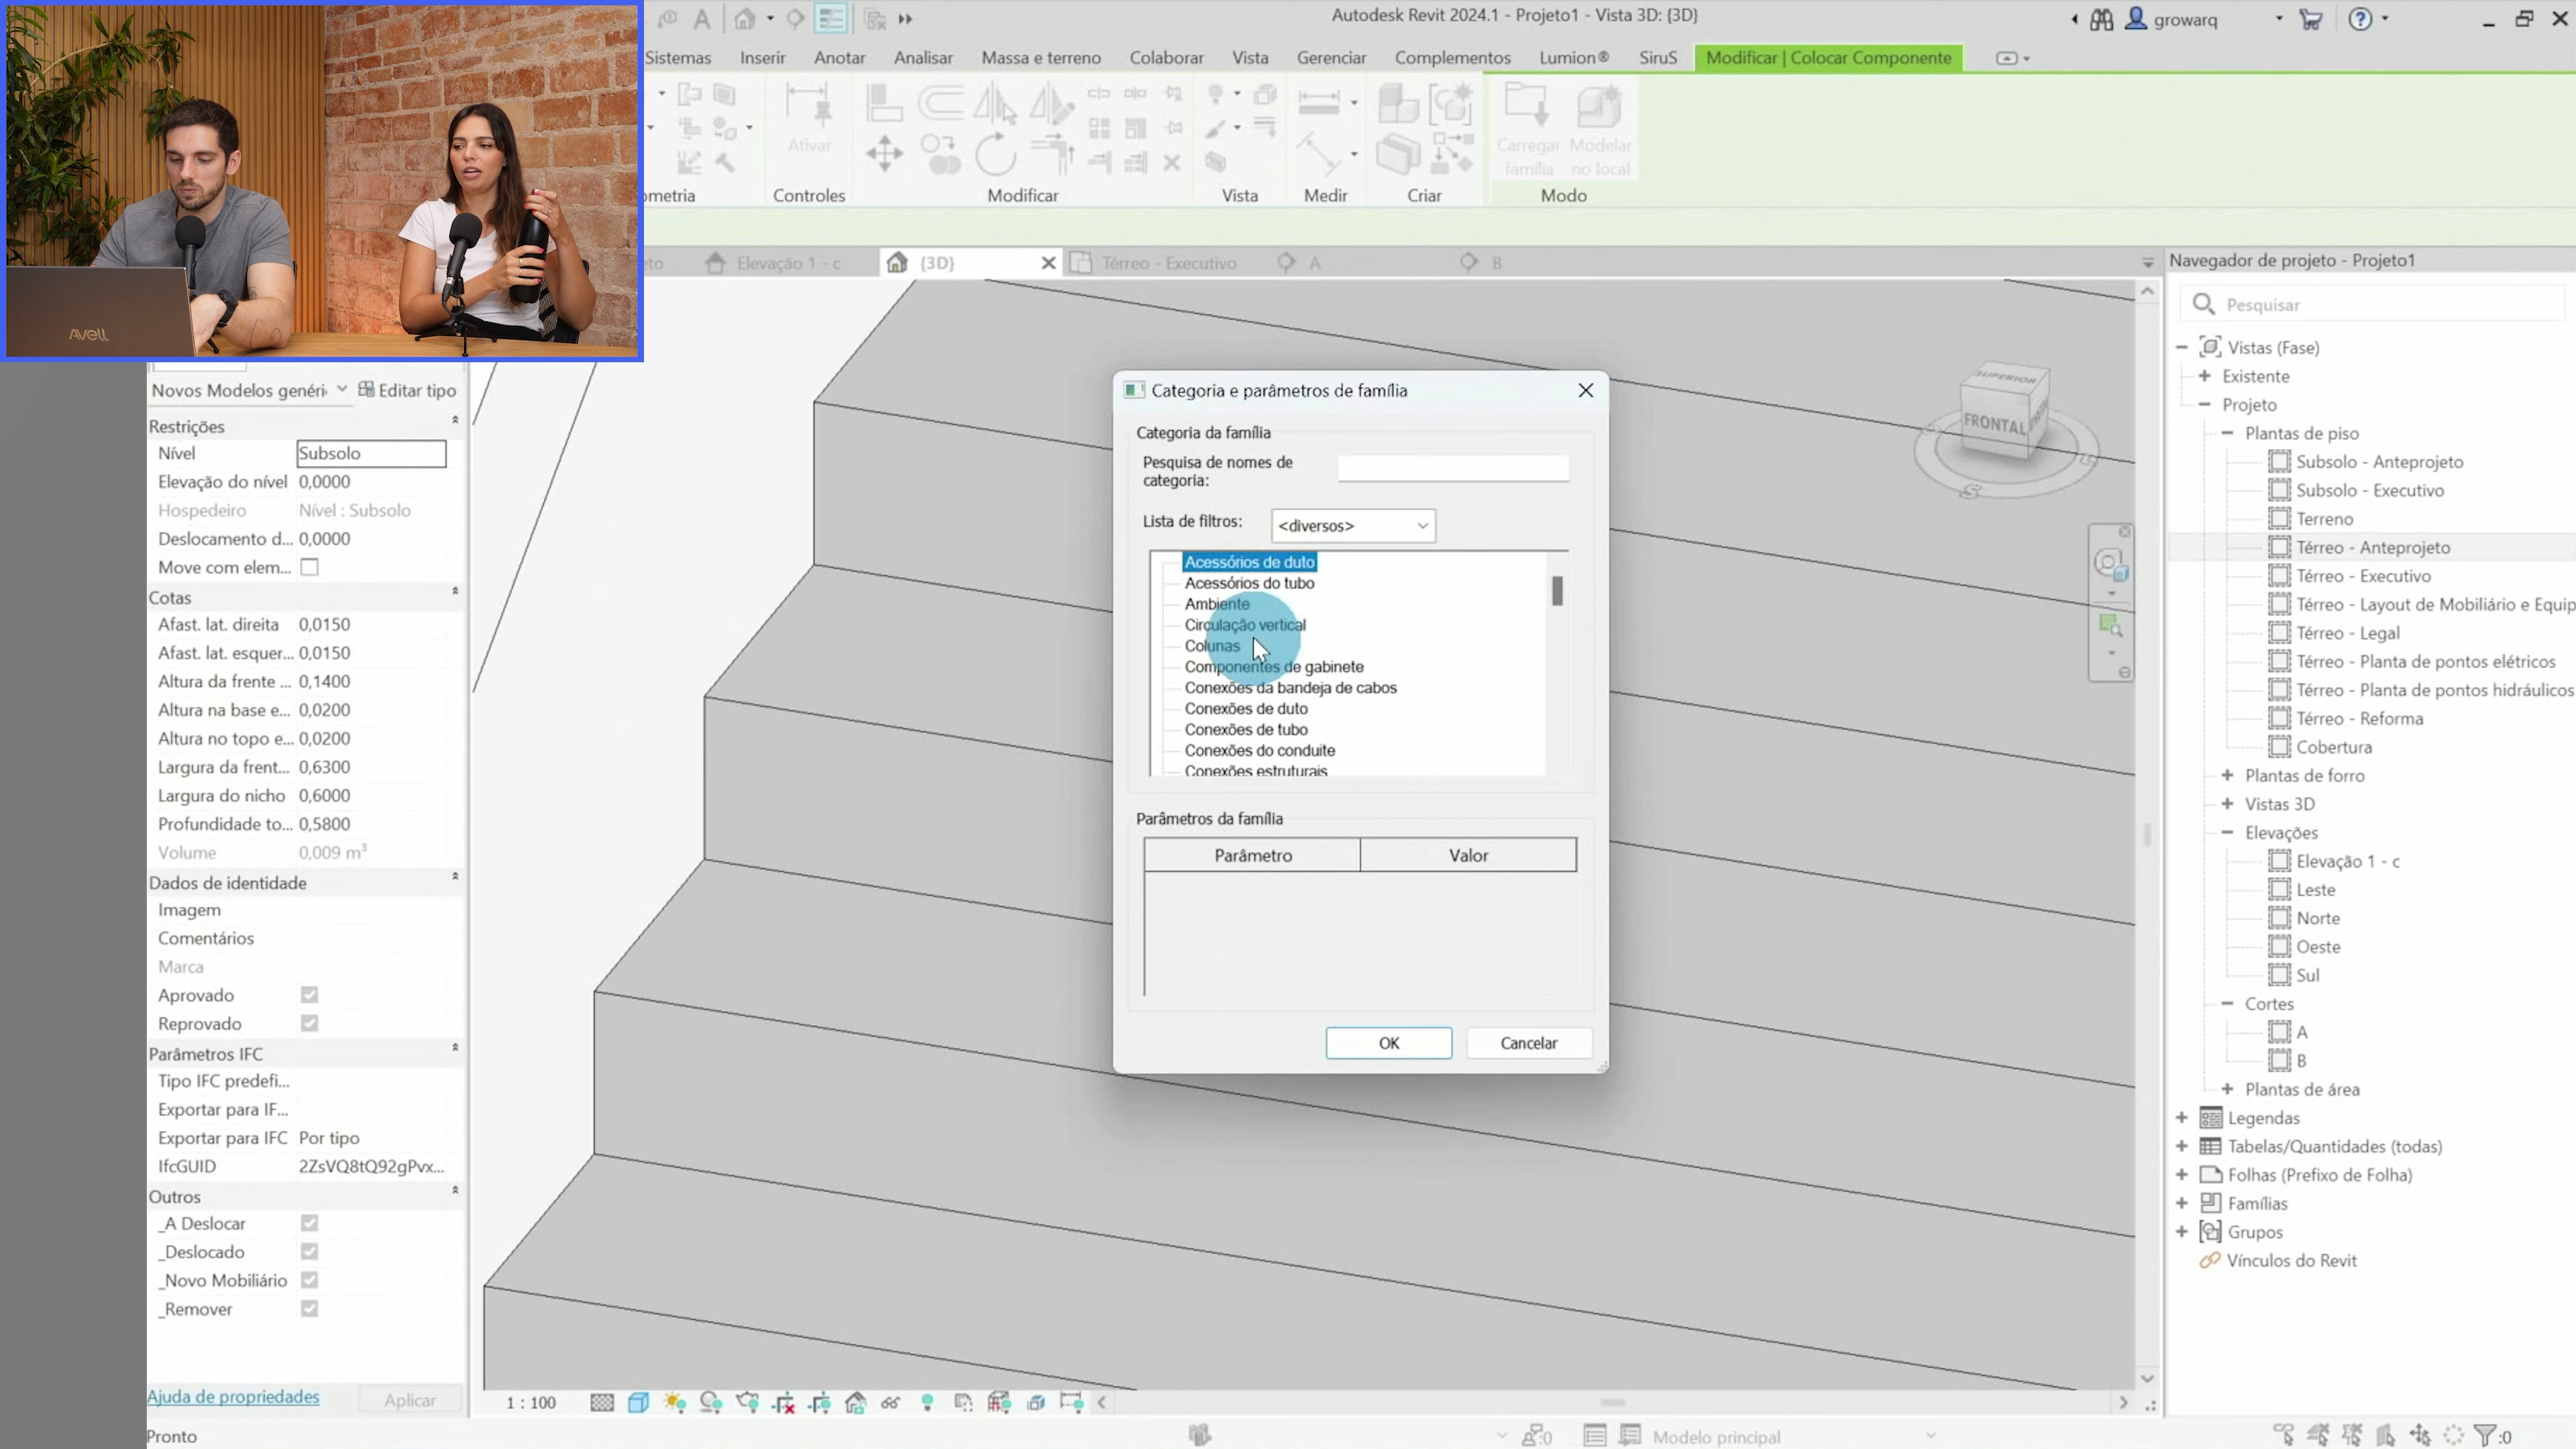 Autodesk Revit 2024.1 - Projeto1 - Vista 3D: {3D}
growarq
Sistemas Inserir Anotar Analisar Massa e terreno Colaborar Vista Gerenciar Complementos Lumion® SiruS Modificar | Colocar Componente
Ativar
Carregar família
Modelar no local
ometria Controles Modificar Vista Medir Criar Modo
eto Elevação 1 - c {3D} Térreo - Executivo A B
Avell
Novos Modelos genéri Editar tipo
Restrições
Nível Subsolo
Elevação do nível 0,0000
Hospedeiro Nível : Subsolo
Deslocamento d... 0,0000
Move com elem...
Cotas
Afast. lat. direita 0,0150
Afast. lat. esquer... 0,0150
Altura da frente ... 0,1400
Altura na base e... 0,0200
Altura no topo e... 0,0200
Largura da frent... 0,6300
Largura do nicho 0,6000
Profundidade to... 0,5800
Volume 0,009 m³
Dados de identidade
Imagem
Comentários
Marca
Aprovado
Reprovado
Parâmetros IFC
Tipo IFC predefi...
Exportar para IF...
Exportar para IFC Por tipo
IfcGUID 2ZsVQ8tQ92gPvx...
Outros
_A Deslocar
_Deslocado
_Novo Mobiliário
_Remover
Ajuda de propriedades Aplicar
Pronto
SUPERIOR
FRONTAL
S
Categoria e parâmetros de família
Categoria da família
Pesquisa de nomes de
categoria:
Lista de filtros: <diversos>
Acessórios de duto
Acessórios do tubo
Ambiente
Circulação vertical
Colunas
Componentes de gabinete
Conexões da bandeja de cabos
Conexões de duto
Conexões de tubo
Conexões do conduite
Conexões estruturais
Parâmetros da família
Parâmetro Valor
OK Cancelar
1 : 100
:0 Modelo principal :0
Navegador de projeto - Projeto1
Pesquisar
Vistas (Fase)
Existente
Projeto
Plantas de piso
Subsolo - Anteprojeto
Subsolo - Executivo
Terreno
Térreo - Anteprojeto
Térreo - Executivo
Térreo - Layout de Mobiliário e Equip
Térreo - Legal
Térreo - Planta de pontos elétricos
Térreo - Planta de pontos hidráulicos
Térreo - Reforma
Cobertura
Plantas de forro
Vistas 3D
Elevações
Elevação 1 - c
Leste
Norte
Oeste
Sul
Cortes
A
B
Plantas de área
Legendas
Tabelas/Quantidades (todas)
Folhas (Prefixo de Folha)
Famílias
Grupos
Vínculos do Revit